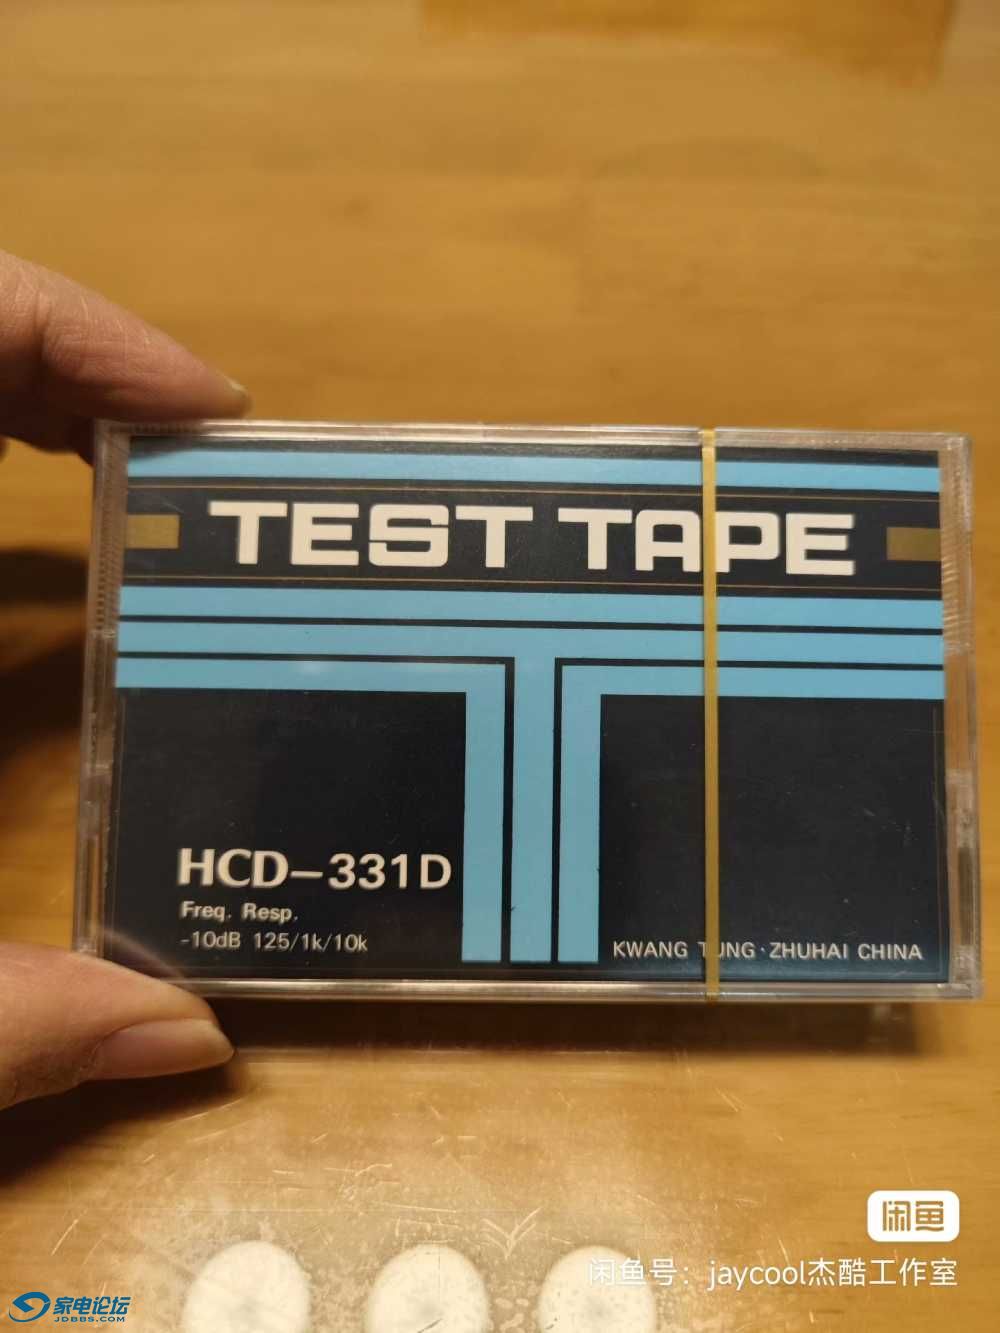 TEST TAPE
HCD-331D
Freq. Resp.
-10dB 125/1k/10k
KWANG TUNG·ZHUHAI CHINA
闲鱼
闲鱼号：jaycool杰酷工作室
家电论坛
JDBBS.COM